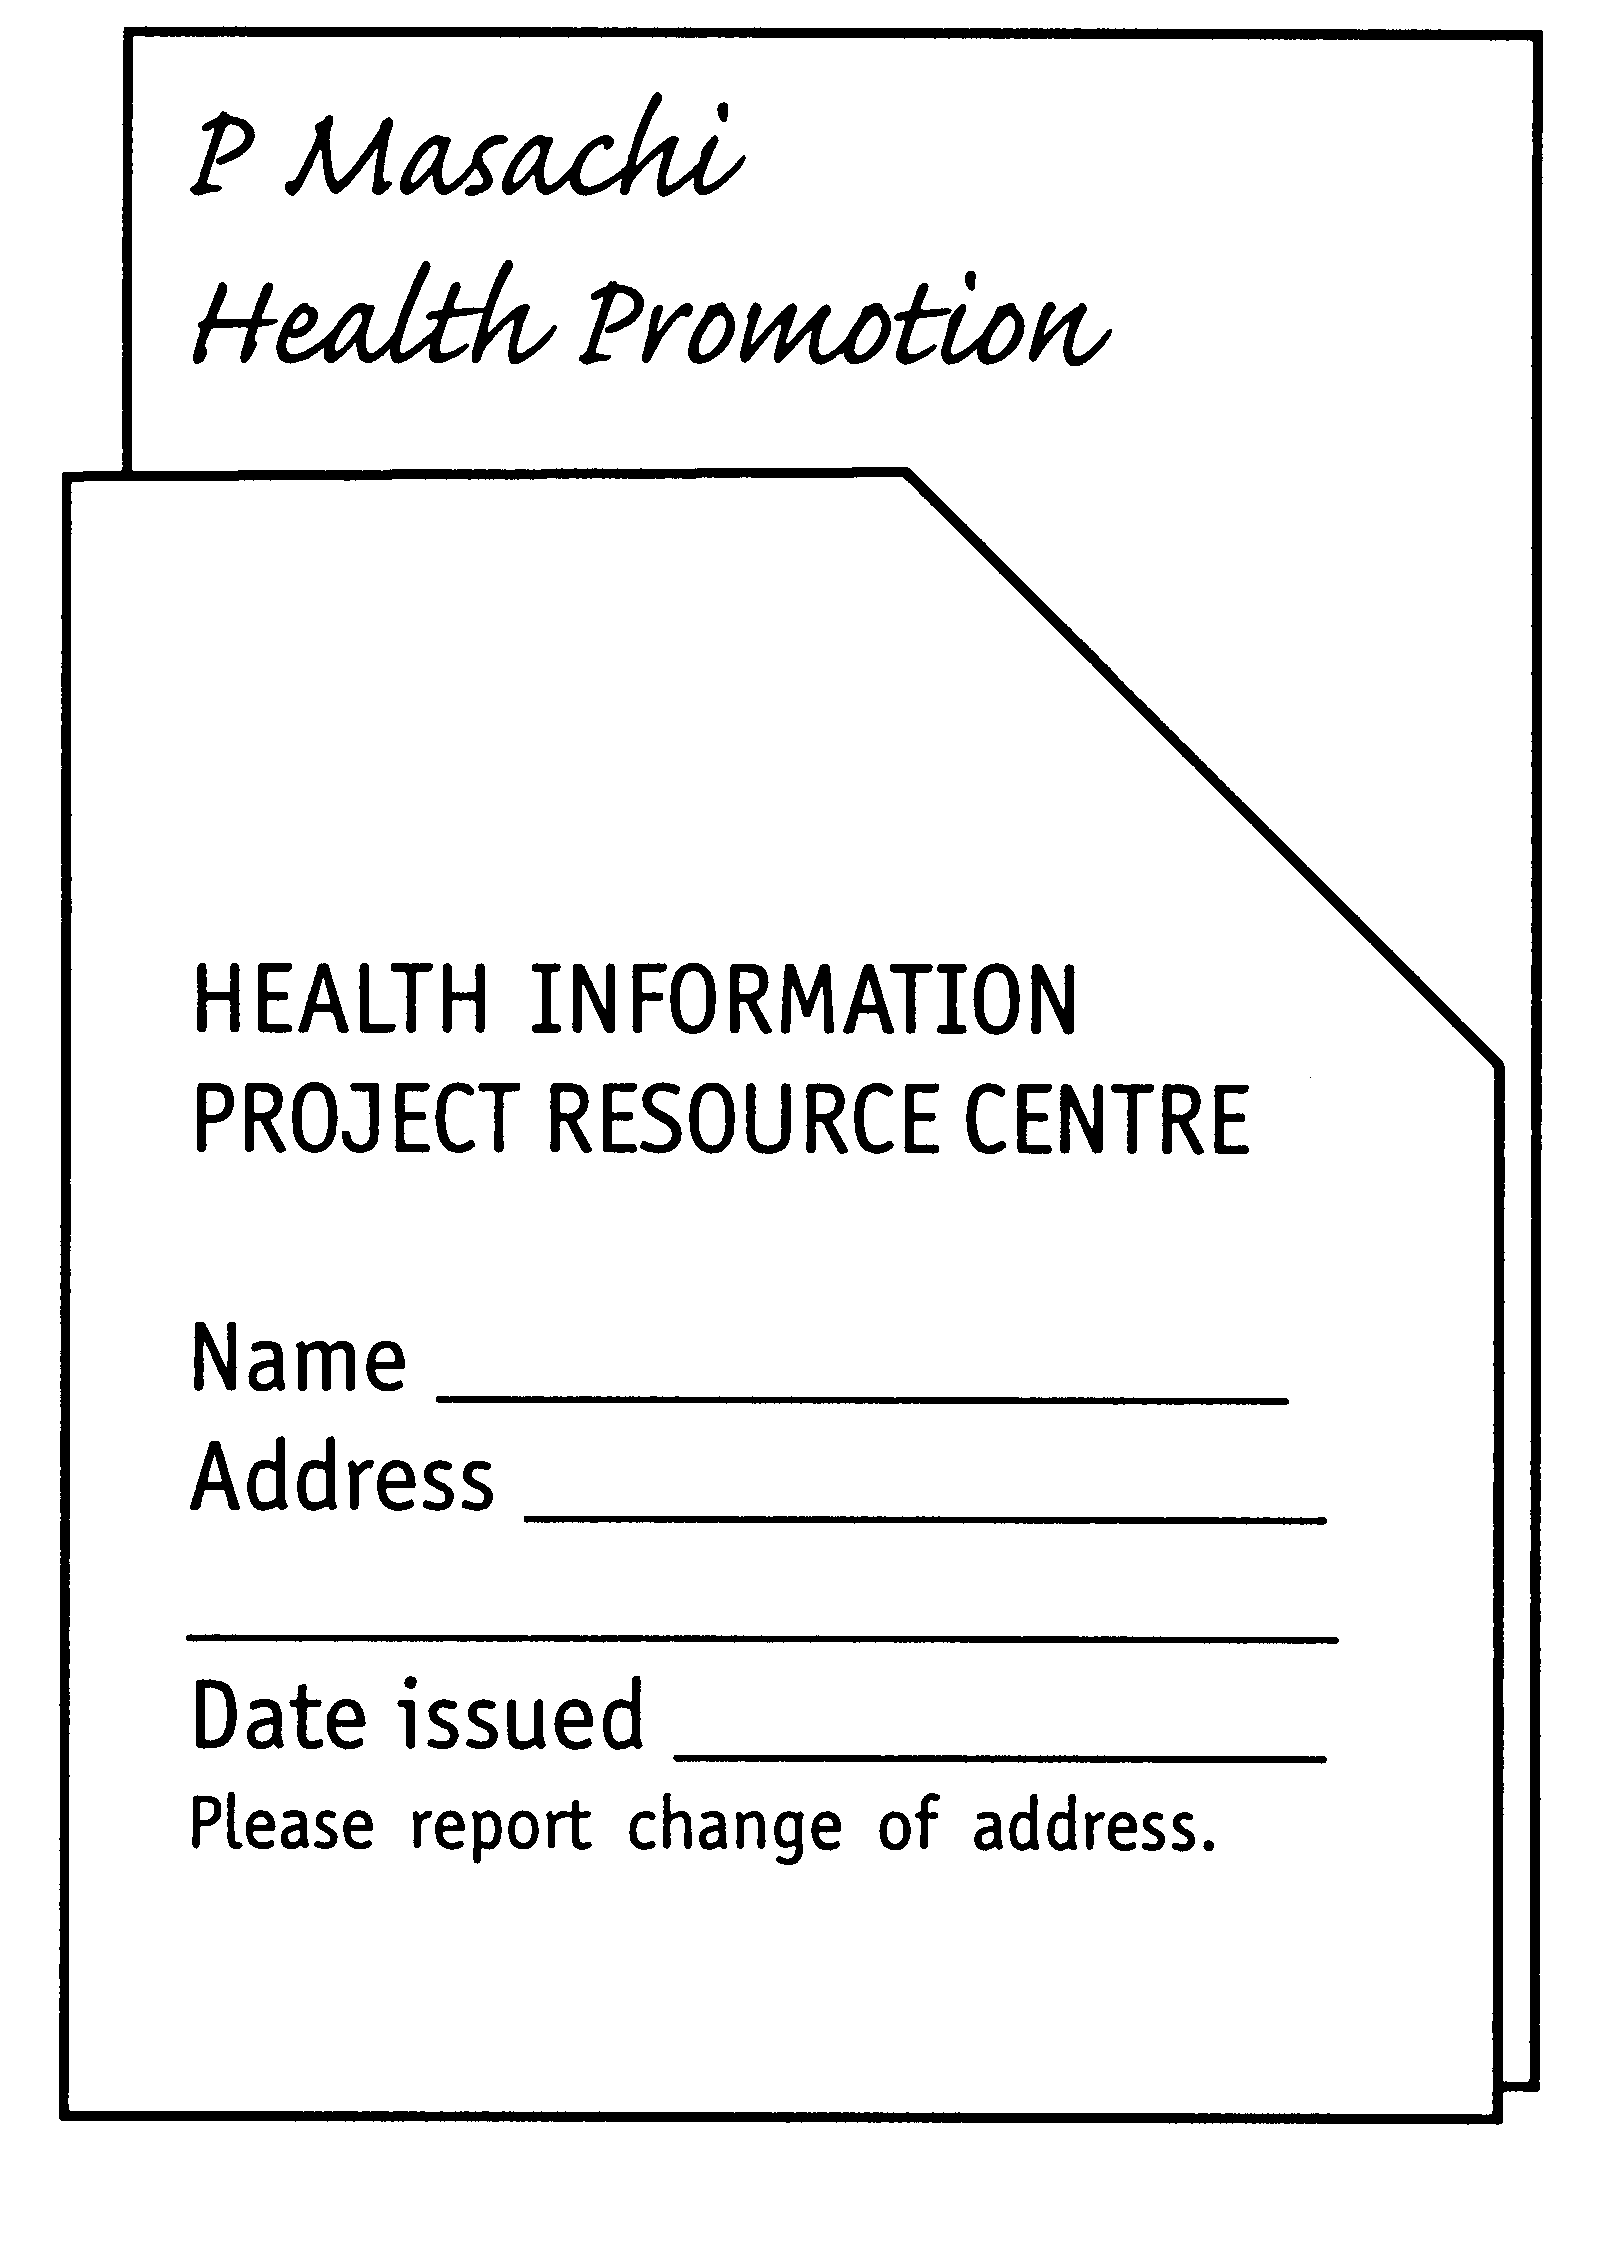 P Masachi
Health Promotion
HEALTH INFORMATION
PROJECT RESOURCE CENTRE
Name
Address
Date issued
Please report change of address.